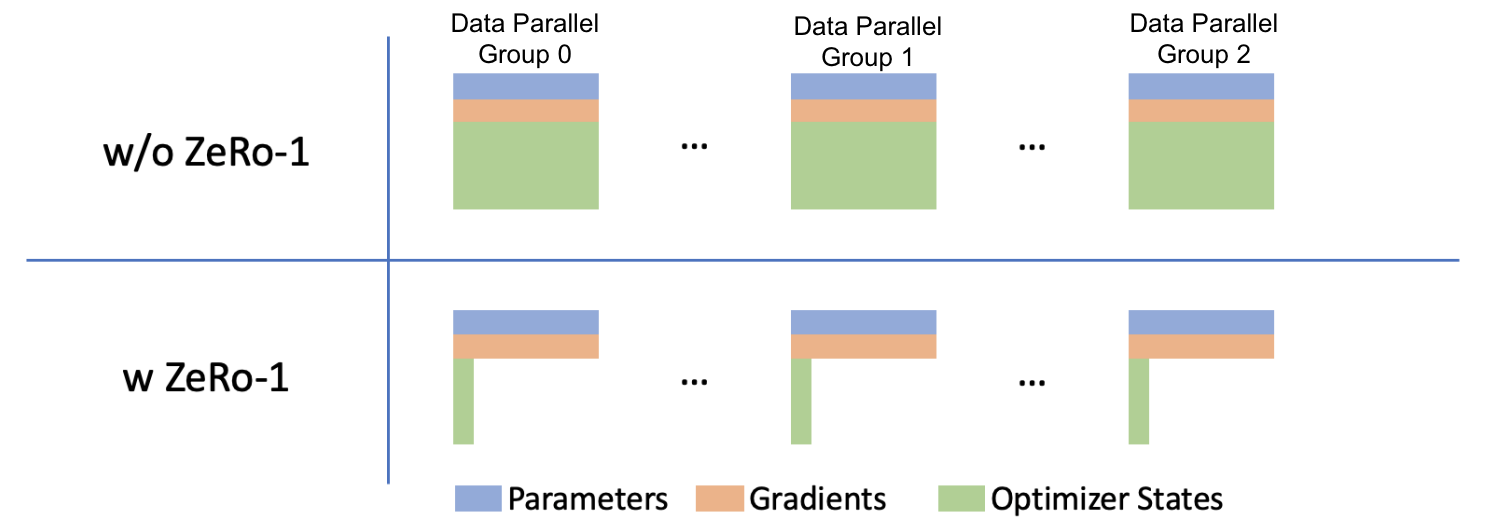 Data Parallel
Group 0
Data Parallel
Group 1
Data Parallel
Group 2
w/o ZeRo-1
...
...
w ZeRo-1
...
...
Parameters
Gradients
Optimizer States